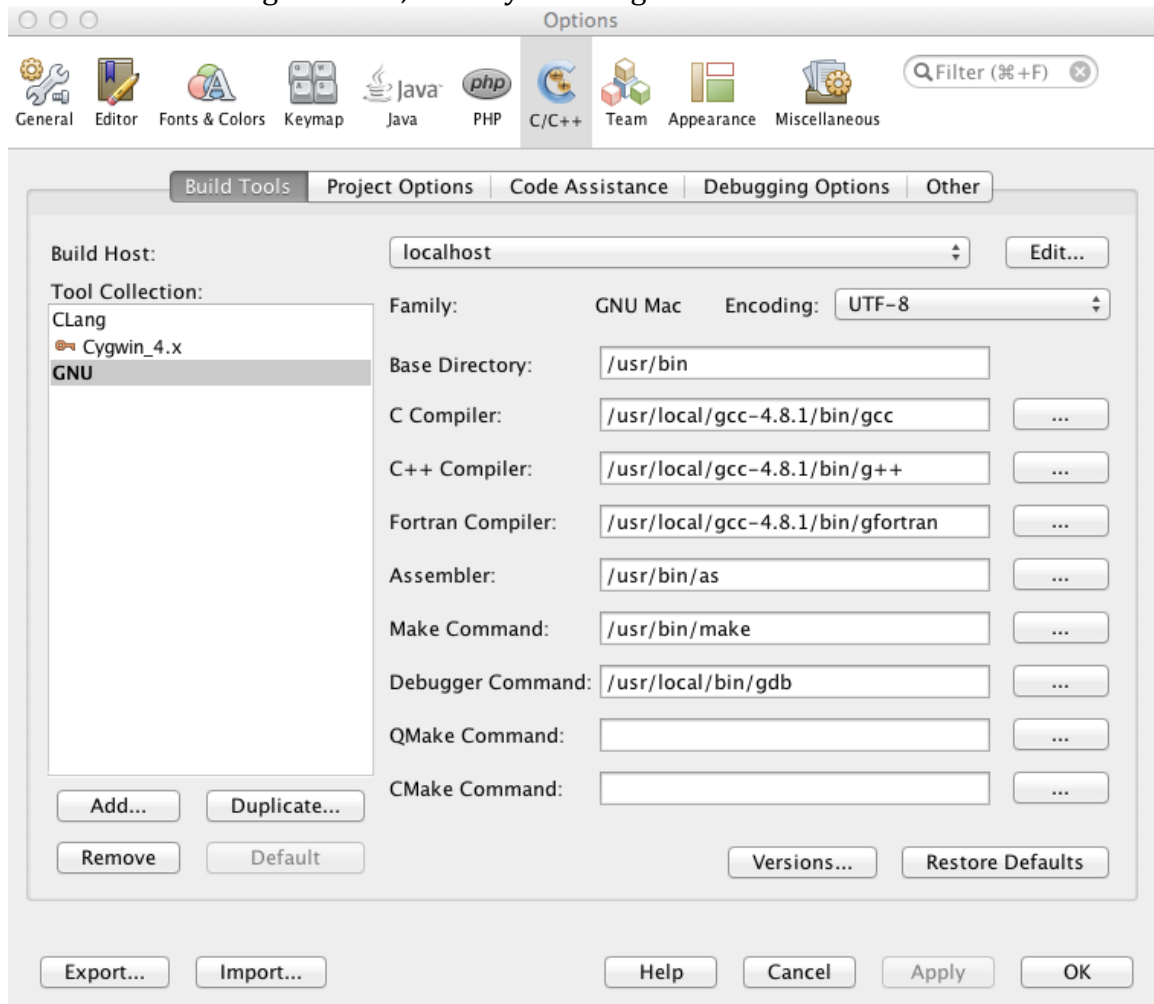 Options
Filter (⌘+F)
General Editor Fonts & Colors Keymap Java PHP C/C++ Team Appearance Miscellaneous
Build Tools Project Options Code Assistance Debugging Options Other
Build Host: localhost Edit...
Tool Collection:
CLang
Cygwin_4.x
GNU
Family: GNU Mac Encoding: UTF-8
Base Directory: /usr/bin
C Compiler: /usr/local/gcc-4.8.1/bin/gcc ...
C++ Compiler: /usr/local/gcc-4.8.1/bin/g++ ...
Fortran Compiler: /usr/local/gcc-4.8.1/bin/gfortran ...
Assembler: /usr/bin/as ...
Make Command: /usr/bin/make ...
Debugger Command: /usr/local/bin/gdb ...
QMake Command: ...
CMake Command: ...
Add... Duplicate...
Remove Default
Versions... Restore Defaults
Export... Import... Help Cancel Apply OK